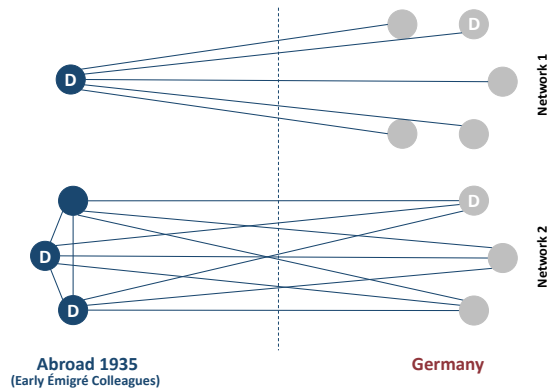 D
D
Network 1
D
D
D
Network 2
Abroad 1935
(Early Émigré Colleagues)
Germany